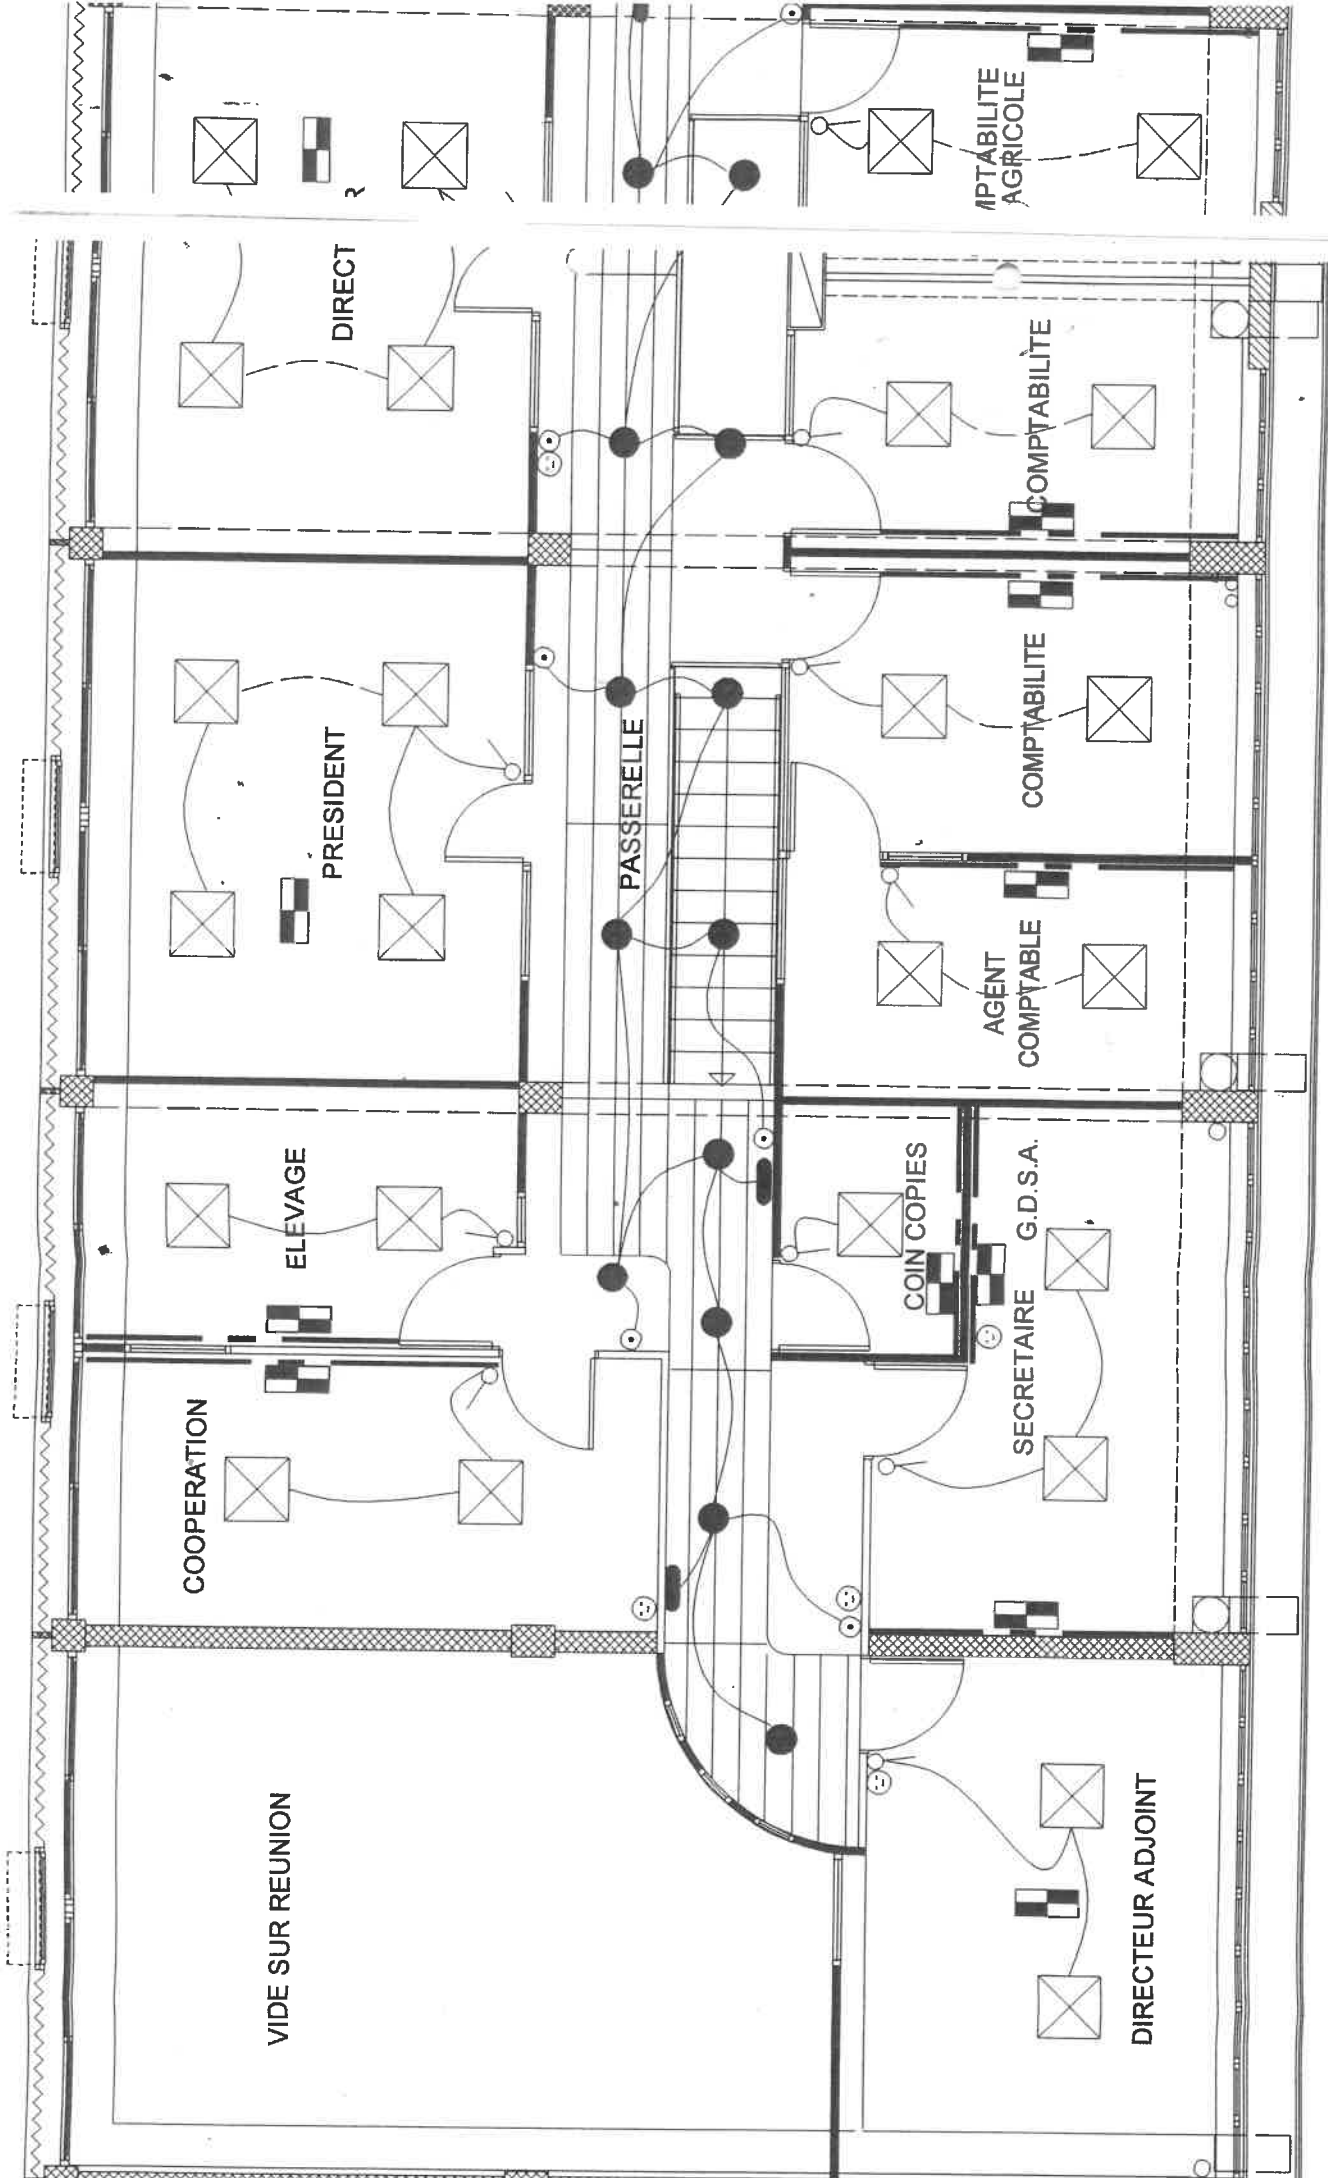 MPTABILITE
AGRICOLE
DIRECT
R
COMPTABILITE
PRESIDENT
PASSERELLE
COMPTABILITE
AGENT
COMPTABLE
ELEVAGE
COIN COPIES
SECRETAIRE G.D.S.A.
COOPERATION
VIDE SUR REUNION
DIRECTEUR ADJOINT